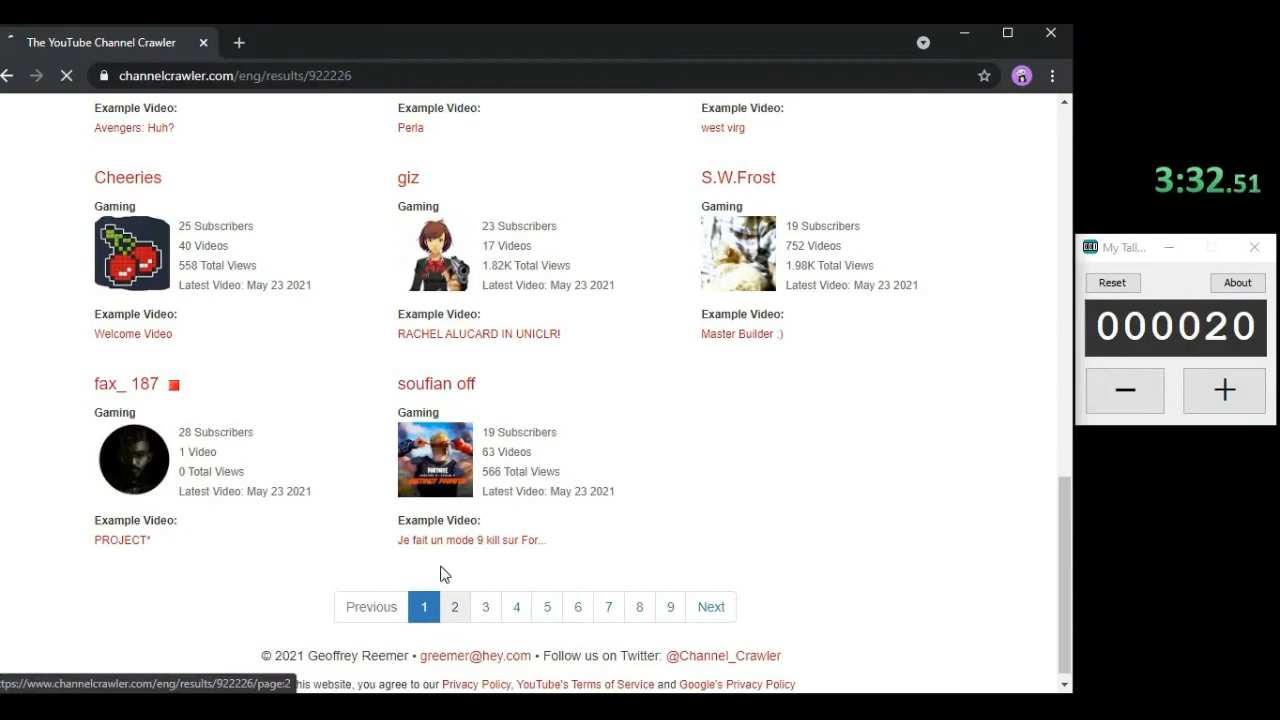 The YouTube Channel Crawler
channelcrawler.com/eng/results/922226
Example Video: Example Video: Example Video:
Avengers: Huh? Perla west virg
Cheeries giz S.W.Frost
Gaming Gaming Gaming
25 Subscribers 23 Subscribers 19 Subscribers
40 Videos 17 Videos 752 Videos
558 Total Views 1.82K Total Views 1.98K Total Views
Latest Video: May 23 2021 Latest Video: May 23 2021 Latest Video: May 23 2021
Example Video: Example Video: Example Video:
Welcome Video RACHEL ALUCARD IN UNICLR! Master Builder :)
fax_ 187 soufian off
Gaming Gaming
28 Subscribers 19 Subscribers
1 Video 63 Videos
0 Total Views 566 Total Views
Latest Video: May 23 2021 Latest Video: May 23 2021
Example Video: Example Video:
PROJECT* Je fait un mode 9 kill sur For...
Previous 1 2 3 4 5 6 7 8 9 Next
© 2021 Geoffrey Reemer • greemer@hey.com • Follow us on Twitter: @Channel_Crawler
ttps://www.channelcrawler.com/eng/results/922226/page:2 his website, you agree to our Privacy Policy, YouTube's Terms of Service and Google's Privacy Policy
3:32.51
My Tall...
Reset About
000020
− +